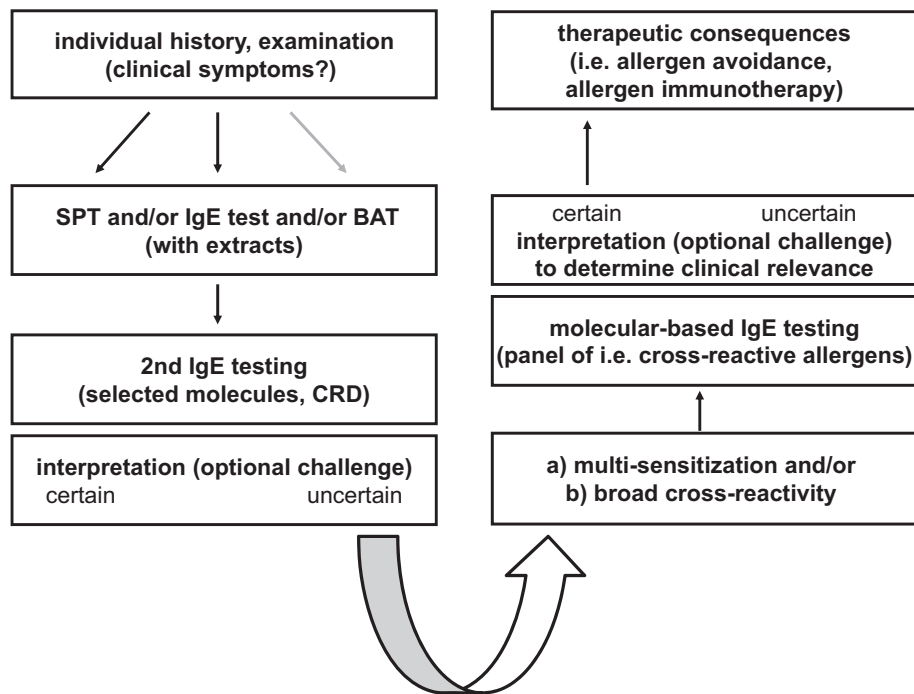 individual history, examination
(clinical symptoms?)
SPT and/or IgE test and/or BAT
(with extracts)
2nd IgE testing
(selected molecules, CRD)
interpretation (optional challenge)
certain uncertain
therapeutic consequences
(i.e. allergen avoidance,
allergen immunotherapy)
certain uncertain
interpretation (optional challenge)
to determine clinical relevance
molecular-based IgE testing
(panel of i.e. cross-reactive allergens)
a) multi-sensitization and/or
b) broad cross-reactivity